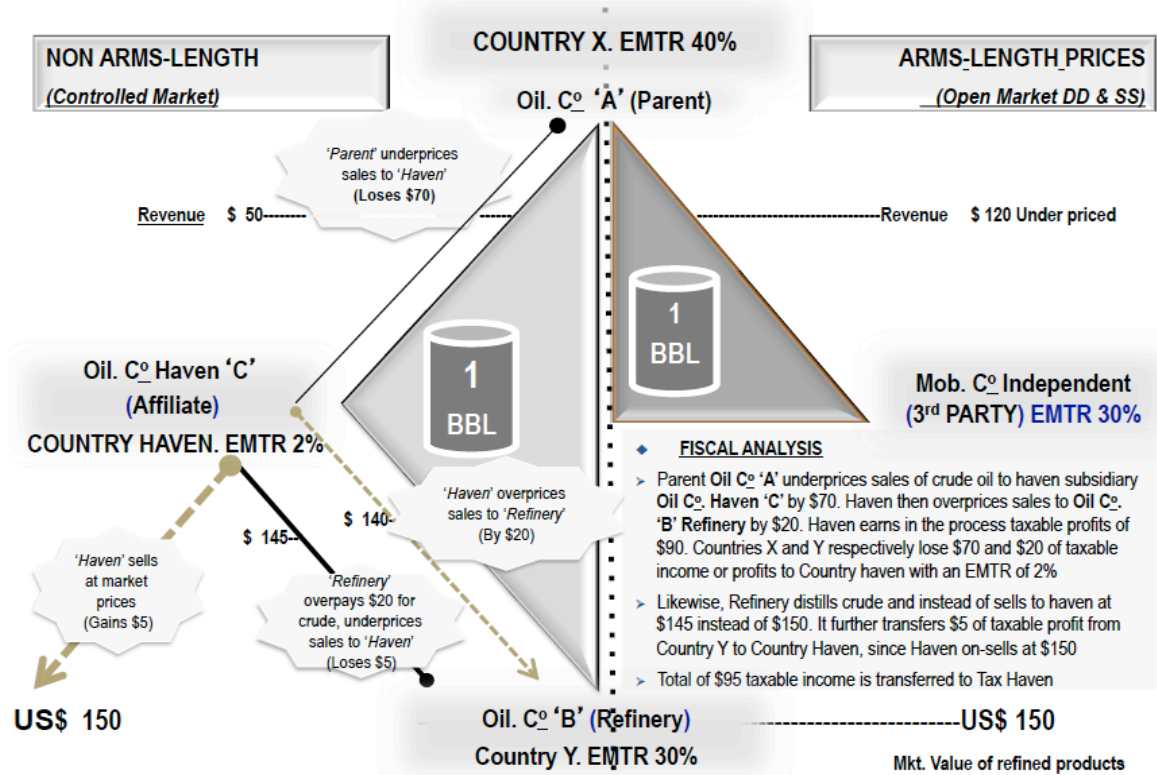 COUNTRY X. EMTR 40%
NON ARMS-LENGTH
(Controlled Market)
ARMS-LENGTH PRICES
(Open Market DD & SS)
Oil. Cº ‘A’ (Parent)
‘Parent’ underprices
sales to ‘Haven’
(Loses $70)
Revenue $ 50--------
------
-------------------------------Revenue $ 120 Under priced
1
BBL
1
BBL
Oil. Cº Haven ‘C’
(Affiliate)
COUNTRY HAVEN. EMTR 2%
Mob. Cº Independent
(3rd PARTY) EMTR 30%
‘Haven’ overprices
sales to ‘Refinery’
(By $20)
$ 140-
$ 145--
‘Haven’ sells
at market
prices
(Gains $5)
‘Refinery’
overpays $20 for
crude, underprices
sales to ‘Haven’
(Loses $5)
FISCAL ANALYSIS
Parent Oil Cº ‘A’ underprices sales of crude oil to haven subsidiary
Oil Cº. Haven ‘C’ by $70. Haven then overprices sales to Oil Cº.
‘B’ Refinery by $20. Haven earns in the process taxable profits of
$90. Countries X and Y respectively lose $70 and $20 of taxable
income or profits to Country haven with an EMTR of 2%
Likewise, Refinery distills crude and instead of sells to haven at
$145 instead of $150. It further transfers $5 of taxable profit from
Country Y to Country Haven, since Haven on-sells at $150
Total of $95 taxable income is transferred to Tax Haven
US$ 150
Oil. Cº ‘B’ (Refinery)
Country Y. EMTR 30%
-------------------------------US$ 150
Mkt. Value of refined products